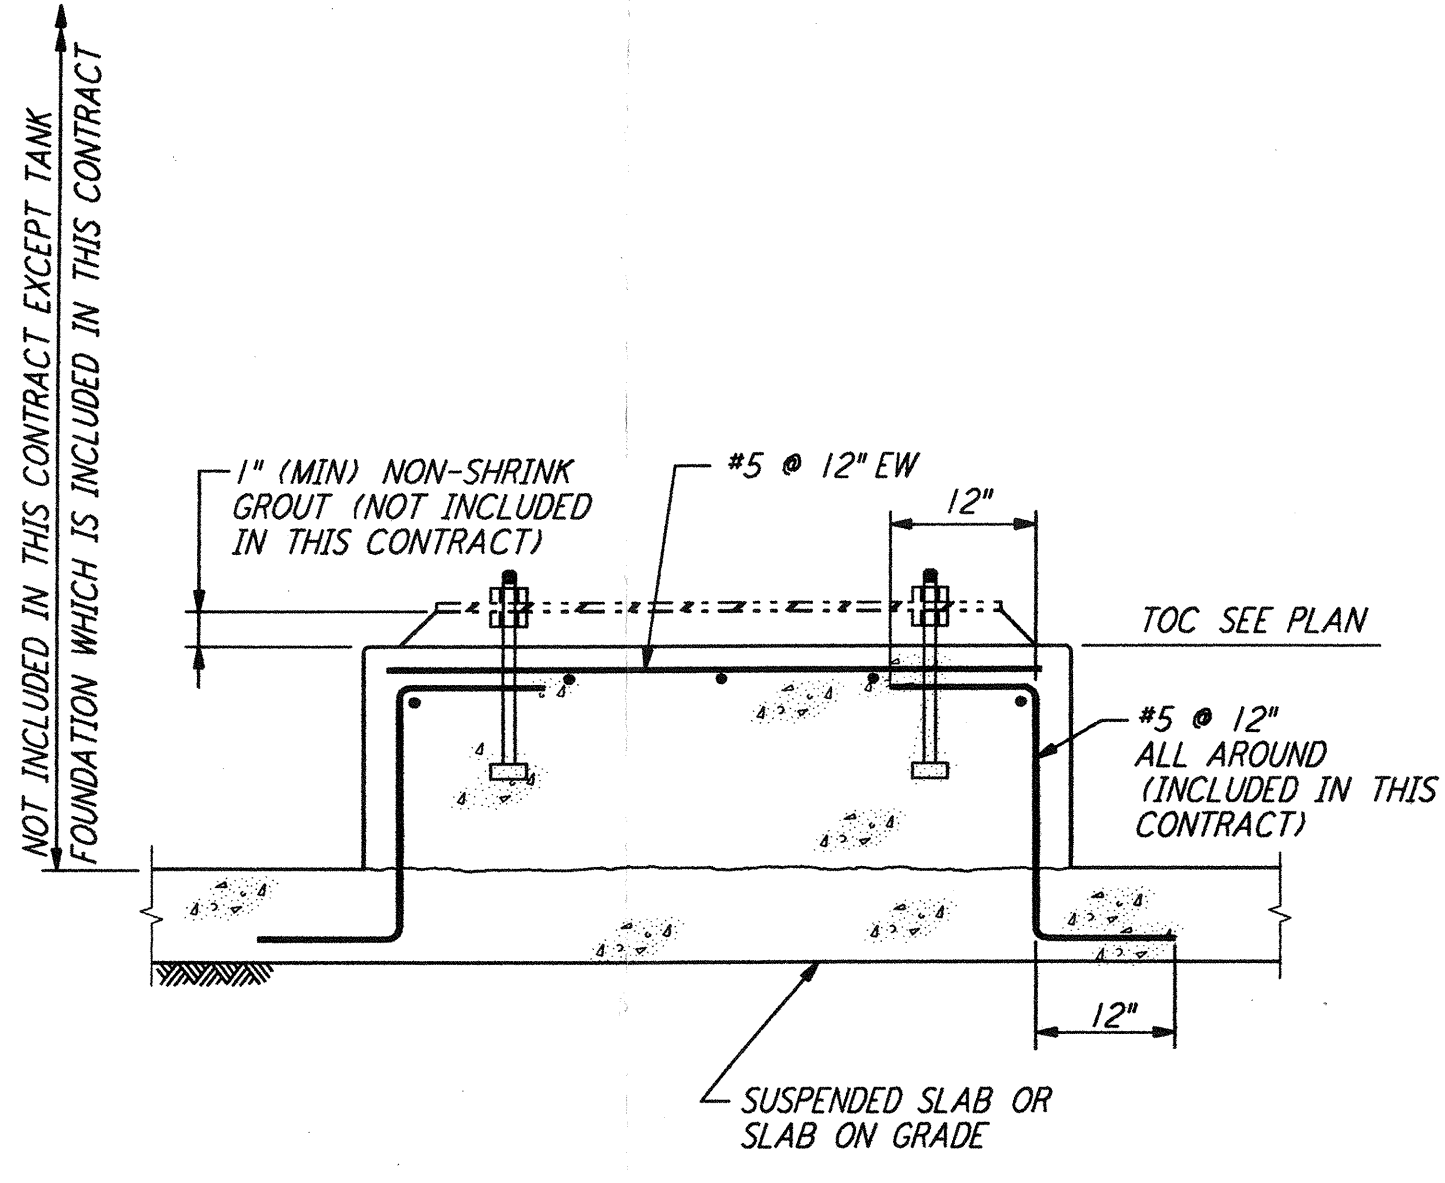 NOT INCLUDED IN THIS CONTRACT EXCEPT TANK
FOUNDATION WHICH IS INCLUDED IN THIS CONTRACT
1" (MIN) NON-SHRINK
GROUT (NOT INCLUDED
IN THIS CONTRACT)
#5 @ 12" EW
12"
TOC SEE PLAN
#5 @ 12"
ALL AROUND
(INCLUDED IN THIS
CONTRACT)
12"
SUSPENDED SLAB OR
SLAB ON GRADE